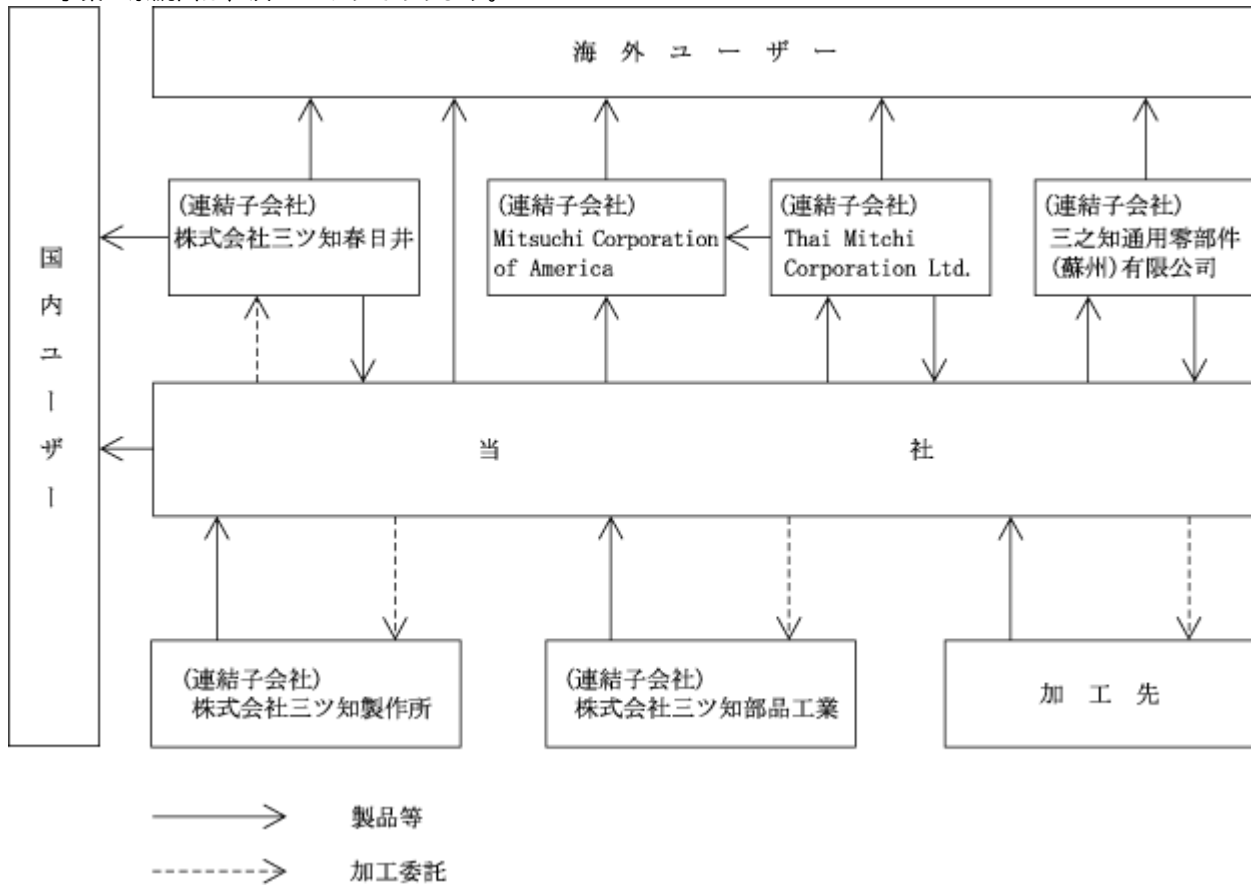 海外ユーザー
(連結子会社)
株式会社三ツ知春日井
(連結子会社)
Mitsuchi Corporation
of America
(連結子会社)
Thai Mitchi
Corporation Ltd.
(連結子会社)
三之知通用零部件
(蘇州)有限公司
国内ユーザー
当社
(連結子会社)
株式会社三ツ知製作所
(連結子会社)
株式会社三ツ知部品工業
加工先
製品等
加工委託